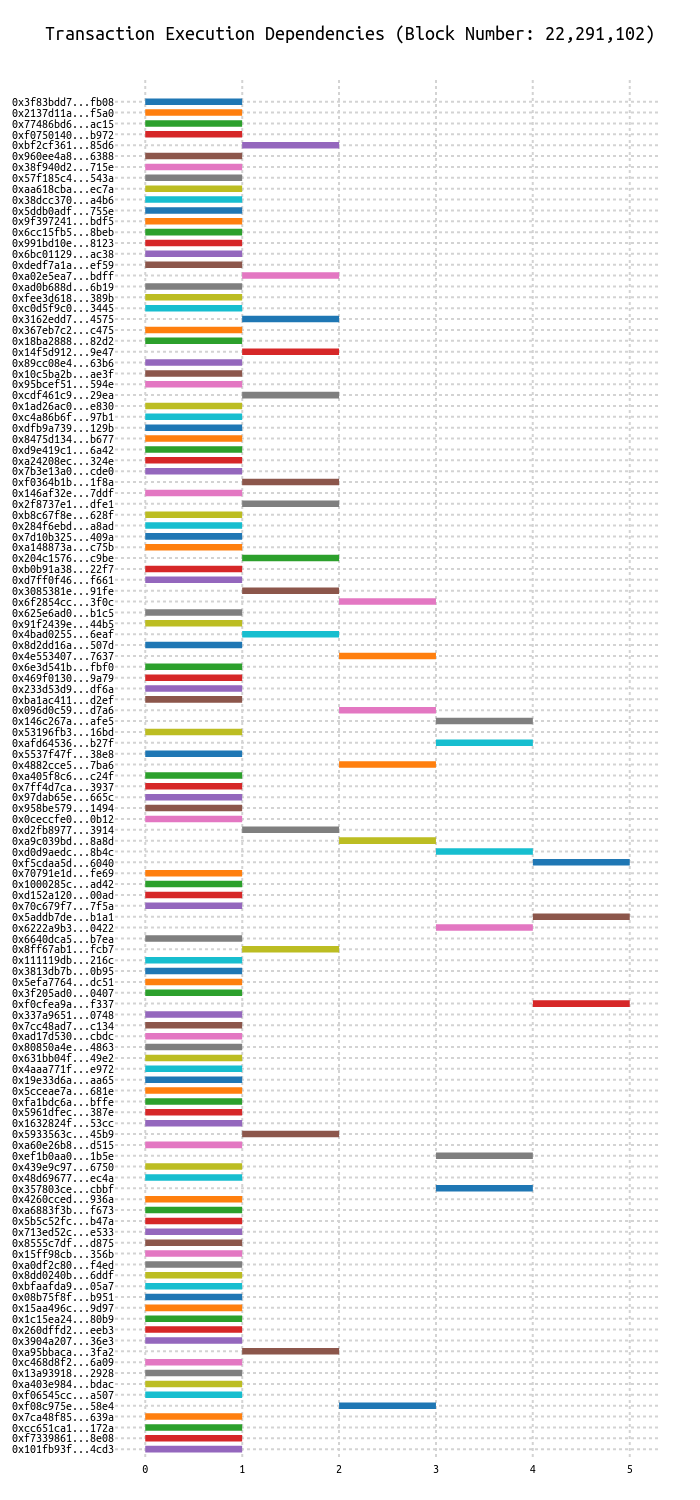 Transaction Execution Dependencies (Block Number: 22,291,102)
0x3f83bdd7...fb08
0x2137d11a...f5a0
0x77486bd6...ac15
0xf0750140...b972
0xbf2cf361...85d6
0x960ee4a8...6388
0x38f940d2...715e
0x57f185c4...543a
0xaa618cba...ec7a
0x38dcc370...a4b6
0x5ddb0adf...755e
0x9f397241...bdf5
0x6cc15fb5...8beb
0x991bd10e...8123
0x6bc01129...ac38
0xdedf7a1a...ef59
0xa02e5ea7...bdff
0xad0b688d...6b19
0xfee3d618...389b
0xc0d5f9c0...3445
0x3162edd7...4575
0x367eb7c2...c475
0x18ba2888...82d2
0x14f5d912...9e47
0x89cc08e4...63b6
0x10c5ba2b...ae3f
0x95bcef51...594e
0xcdf461c9...29ea
0x1ad26ac0...e830
0xc4a86b6f...97b1
0xdfb9a739...129b
0x8475d134...b677
0xd9e419c1...6a42
0xa24208ec...324e
0x7b3e13a0...cde0
0xf0364b1b...1f8a
0x146af32e...7ddf
0x2f8737e1...dfe1
0xb8c67f8e...628f
0x284f6ebd...a8ad
0x7d10b325...409a
0xa148873a...c75b
0x204c1576...c9be
0xb0b91a38...22f7
0xd7ff0f46...f661
0x3085381e...91fe
0x6f2854cc...3f0c
0x625e6ad0...b1c5
0x91f2439e...44b5
0x4bad0255...6eaf
0x8d2dd16a...507d
0x4e553407...7637
0x6e3d541b...fbf0
0x469f0130...9a79
0x233d53d9...df6a
0xba1ac411...d2ef
0x096d0c59...d7a6
0x146c267a...afe5
0x53196fb3...16bd
0xafd64536...b27f
0x5537f47f...38e8
0x4882cce5...7ba6
0xa405f8c6...c24f
0x7ff4d7ca...3937
0x97dab65e...665c
0x958be579...1494
0x0ceccfe0...0b12
0xd2fb8977...3914
0xa9c039bd...8a8d
0xd0d9aedc...8b4c
0xf5cdaa5d...6040
0x70791e1d...fe69
0x1000285c...ad42
0xd152a120...00ad
0x70c679f7...7f5a
0x5addb7de...b1a1
0x6222a9b3...0422
0x6640dca5...b7ea
0x8ff67ab1...fcb7
0x111119db...216c
0x3813db7b...0b95
0x5efa7764...dc51
0x3f205ad0...0407
0xf0cfea9a...f337
0x337a9651...0748
0x7cc48ad7...c134
0xad17d530...cbdc
0x80850a4e...4863
0x631bb04f...49e2
0x4aaa771f...e972
0x19e33d6a...aa65
0x5cceae7a...681e
0xfa1bdc6a...bffe
0x5961dfec...387e
0x1632824f...53cc
0x5933563c...45b9
0xa60e26b8...d515
0xef1b0aa0...1b5e
0x439e9c97...6750
0x48d69677...ec4a
0x357803ce...cbbf
0x4260cced...936a
0xa6883f3b...f673
0x5b5c52fc...b47a
0x713ed52c...e533
0x8555c7df...d875
0x15ff98cb...356b
0xa0df2c80...f4ed
0x8dd0240b...6ddf
0xbfaafda9...05a7
0x08b75f8f...b951
0x15aa496c...9d97
0x1c15ea24...80b9
0x260dffd2...eeb3
0x3904a207...36e3
0xa95bbaca...3fa2
0xc468d8f2...6a09
0x13a93918...2928
0xa403e984...bdac
0xf06545cc...a507
0xf08c975e...58e4
0x7ca48f85...639a
0xcc651ca1...172a
0xf7339861...8e08
0x101fb93f...4cd3
0 1 2 3 4 5